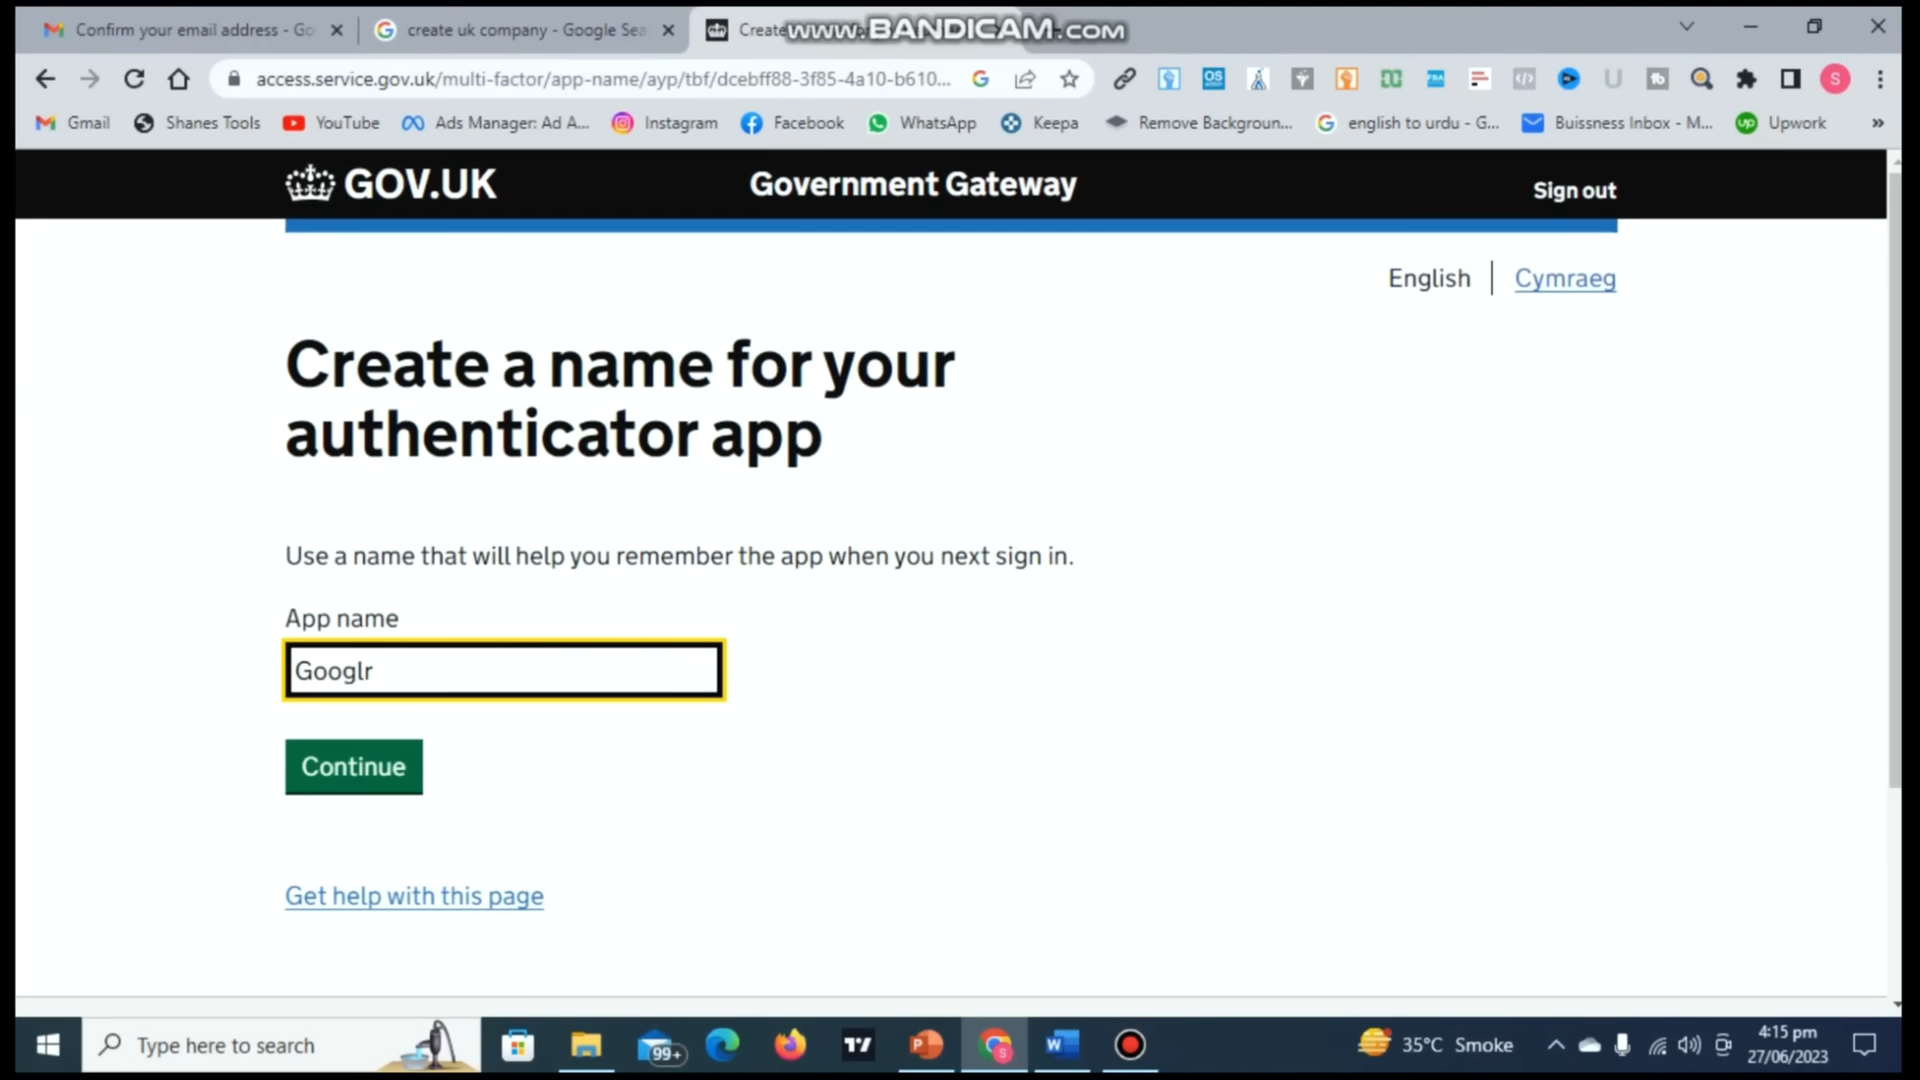 Confirm your email address - Go
create uk company - Google Sea
Create
www.BANDICAM.com
access.service.gov.uk/multi-factor/app-name/ayp/tbf/dcebff88-3f85-4a10-b610...
Gmail
Shanes Tools
YouTube
Ads Manager: Ad A...
Instagram
Facebook
WhatsApp
Keepa
Remove Backgroun...
english to urdu - G...
Buissness Inbox - M...
Upwork
GOV.UK
Government Gateway
Sign out
English
Cymraeg
Create a name for your
authenticator app
Use a name that will help you remember the app when you next sign in.
App name
Googlr
Continue
Get help with this page
Type here to search
99+
35°C Smoke
4:15 pm
27/06/2023